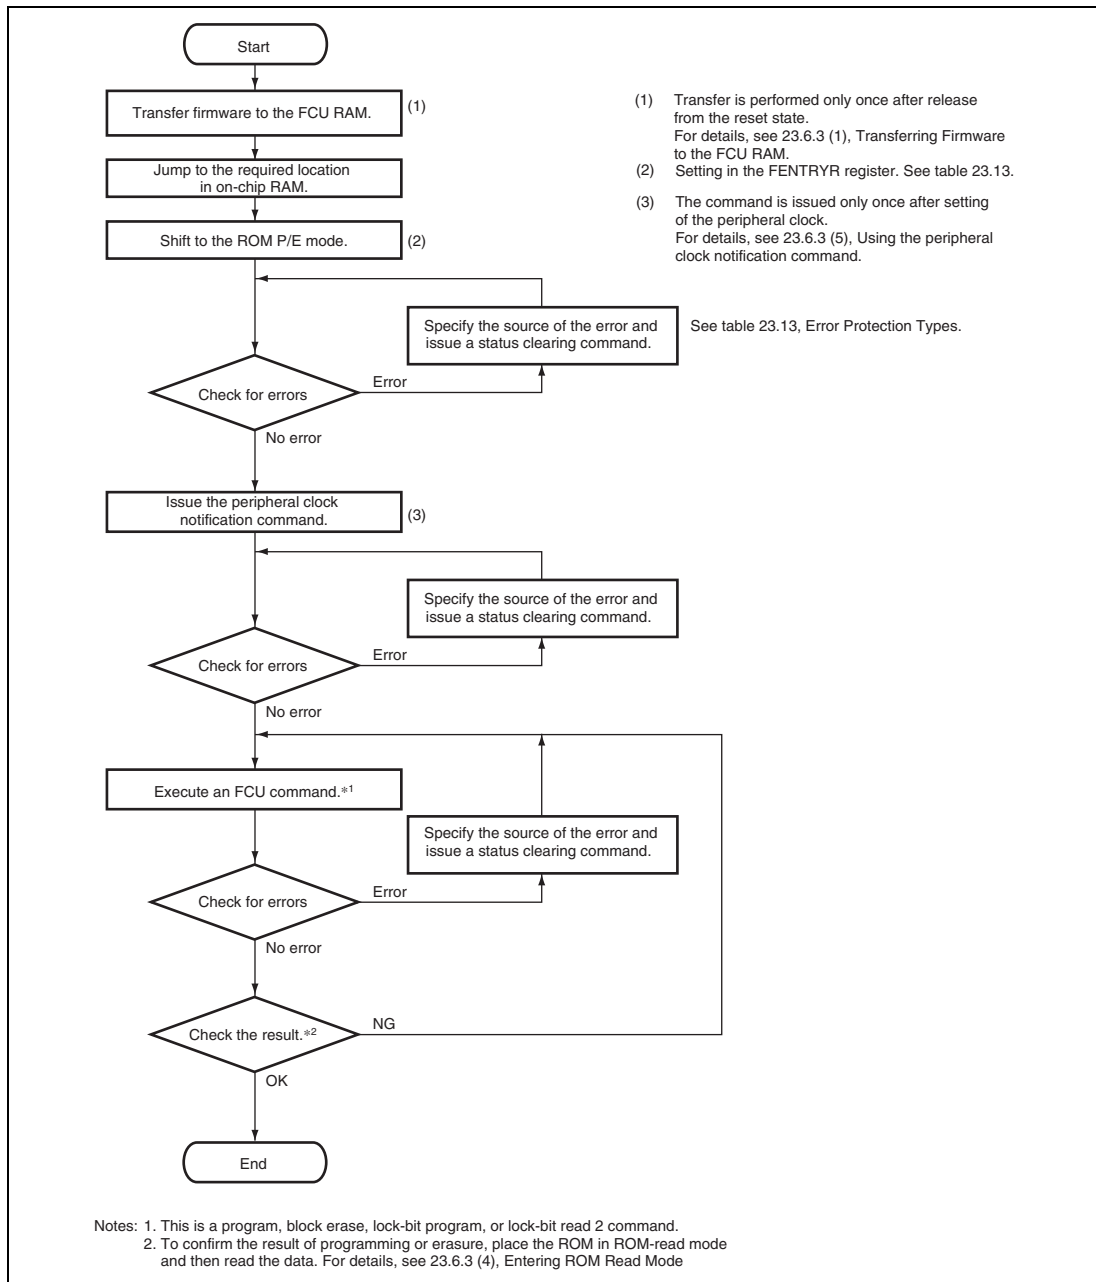 Start
Transfer firmware to the FCU RAM.
(1)
Jump to the required location
in on-chip RAM.
Shift to the ROM P/E mode.
(2)
(1) Transfer is performed only once after release
from the reset state.
For details, see 23.6.3 (1), Transferring Firmware
to the FCU RAM.
(2) Setting in the FENTRYR register. See table 23.13.
(3) The command is issued only once after setting
of the peripheral clock.
For details, see 23.6.3 (5), Using the peripheral
clock notification command.
Specify the source of the error and
issue a status clearing command.
See table 23.13, Error Protection Types.
Check for errors
Error
No error
Issue the peripheral clock
notification command.
(3)
Specify the source of the error and
issue a status clearing command.
Check for errors
Error
No error
Execute an FCU command.*1
Specify the source of the error and
issue a status clearing command.
Check for errors
Error
No error
Check the result.*2
NG
OK
End
Notes: 1. This is a program, block erase, lock-bit program, or lock-bit read 2 command.
2. To confirm the result of programming or erasure, place the ROM in ROM-read mode
and then read the data. For details, see 23.6.3 (4), Entering ROM Read Mode